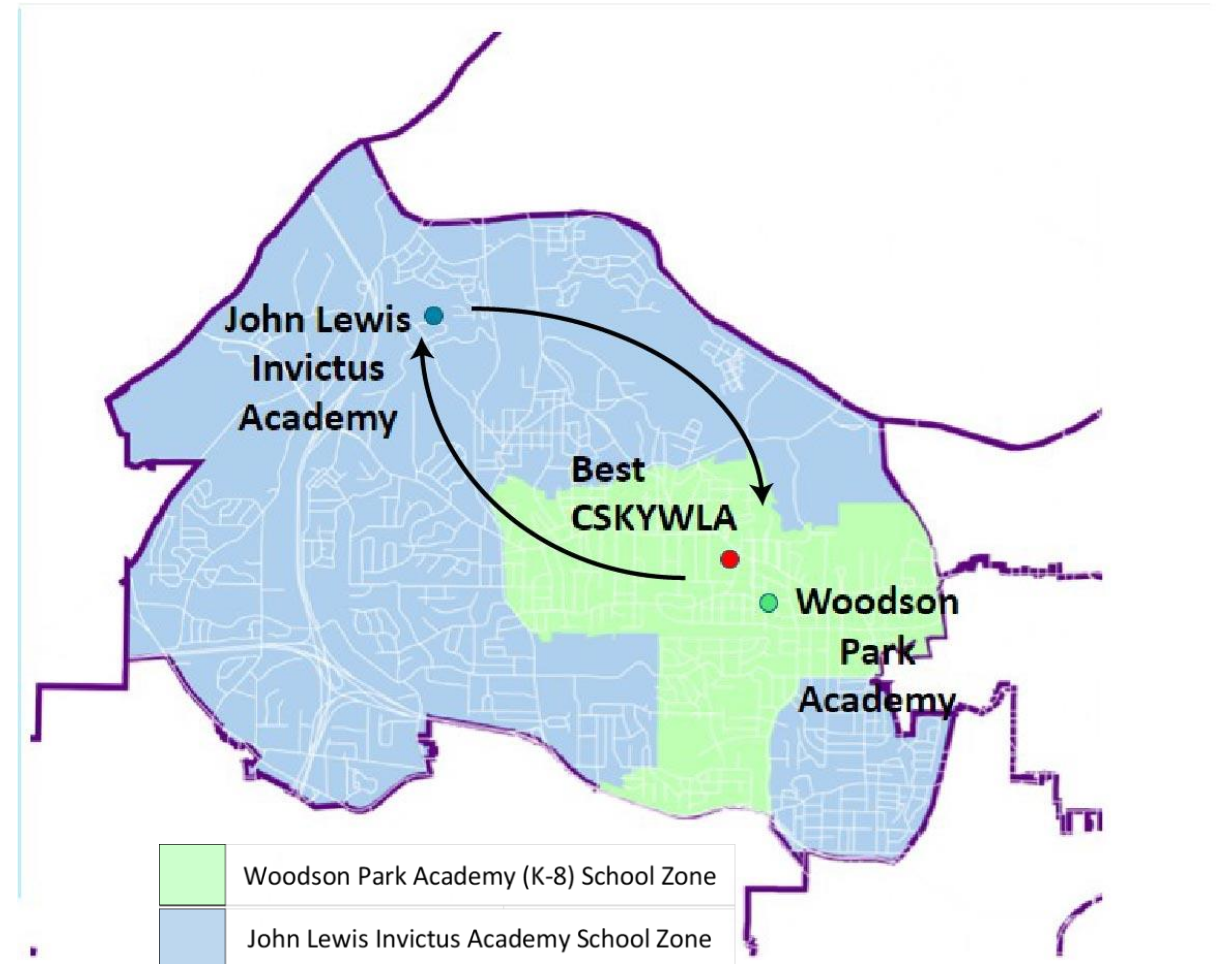 John Lewis
Invictus
Academy
Best
CSKYWLA
Woodson
Park
Academy
Woodson Park Academy (K-8) School Zone
John Lewis Invictus Academy School Zone